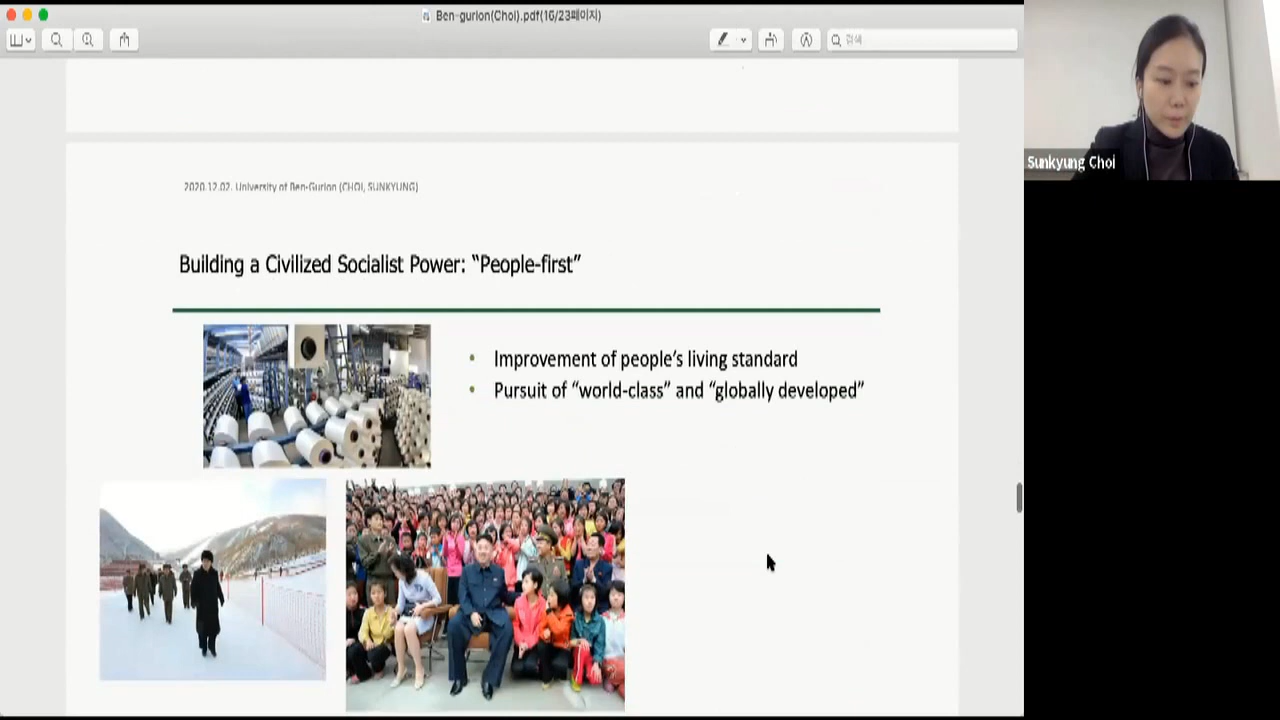 Ben-gurion(Choi).pdf(16/23페이지)
검색
Sunkyung Choi
2020.12.02. University of Ben-Gurion (CHOI, SUNKYUNG)
Building a Civilized Socialist Power: “People-first”
• Improvement of people’s living standard
• Pursuit of “world-class” and “globally developed”